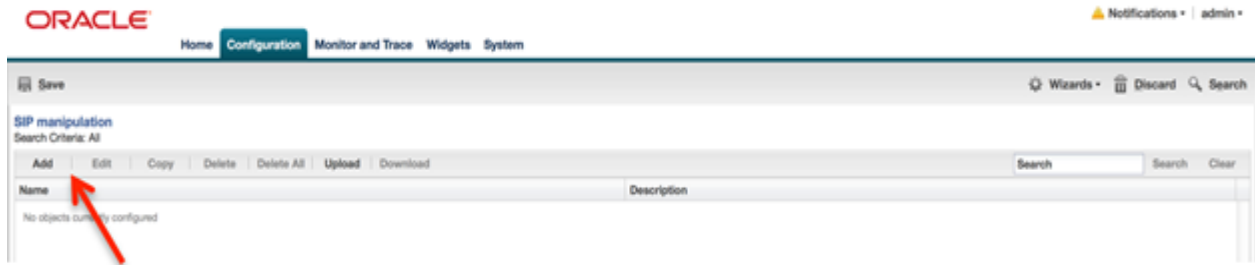 ORACLE
Notifications admin
Home Configuration Monitor and Trace Widgets System
Save Wizards Discard Search
SIP manipulation
Search Criteria: All
Add Edit Copy Delete Delete All Upload Download Search Search Clear
Name Description
No objects currently configured